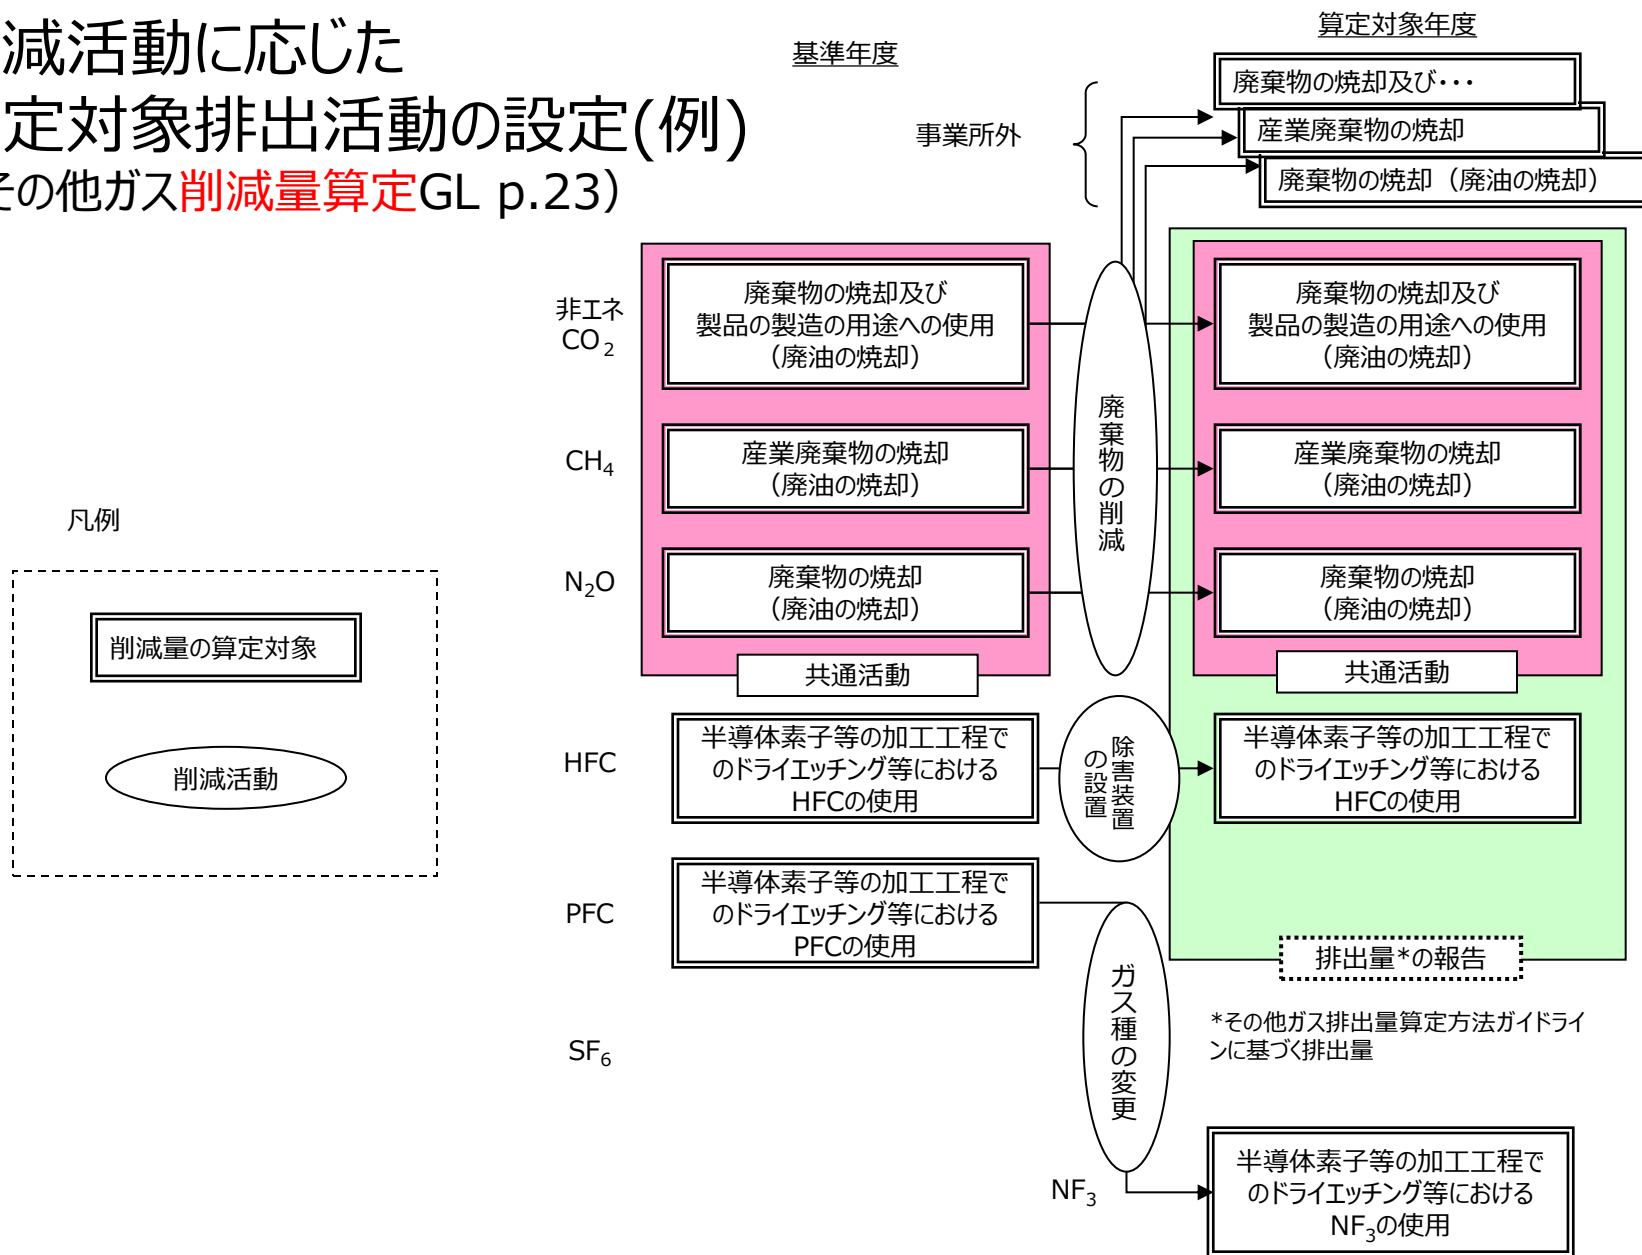 減活動に応じた
定対象排出活動の設定(例)
その他ガス削減量算定GL p.23）
基準年度
算定対象年度
事業所外
廃棄物の焼却及び・・・
産業廃棄物の焼却
廃棄物の焼却（廃油の焼却）
非エネ
CO₂
廃棄物の焼却及び
製品の製造の用途への使用
（廃油の焼却）
廃棄物の焼却及び
製品の製造の用途への使用
（廃油の焼却）
廃棄物の削減
CH₄
産業廃棄物の焼却
（廃油の焼却）
産業廃棄物の焼却
（廃油の焼却）
N₂O
廃棄物の焼却
（廃油の焼却）
廃棄物の焼却
（廃油の焼却）
共通活動
共通活動
凡例
削減量の算定対象
削減活動
HFC
半導体素子等の加工工程で
のドライエッチング等における
HFCの使用
除害装置
の設置
半導体素子等の加工工程で
のドライエッチング等における
HFCの使用
PFC
半導体素子等の加工工程で
のドライエッチング等における
PFCの使用
ガス種の変更
排出量*の報告
*その他ガス排出量算定方法ガイドライ
ンに基づく排出量
SF₆
NF₃
半導体素子等の加工工程で
のドライエッチング等における
NF₃の使用